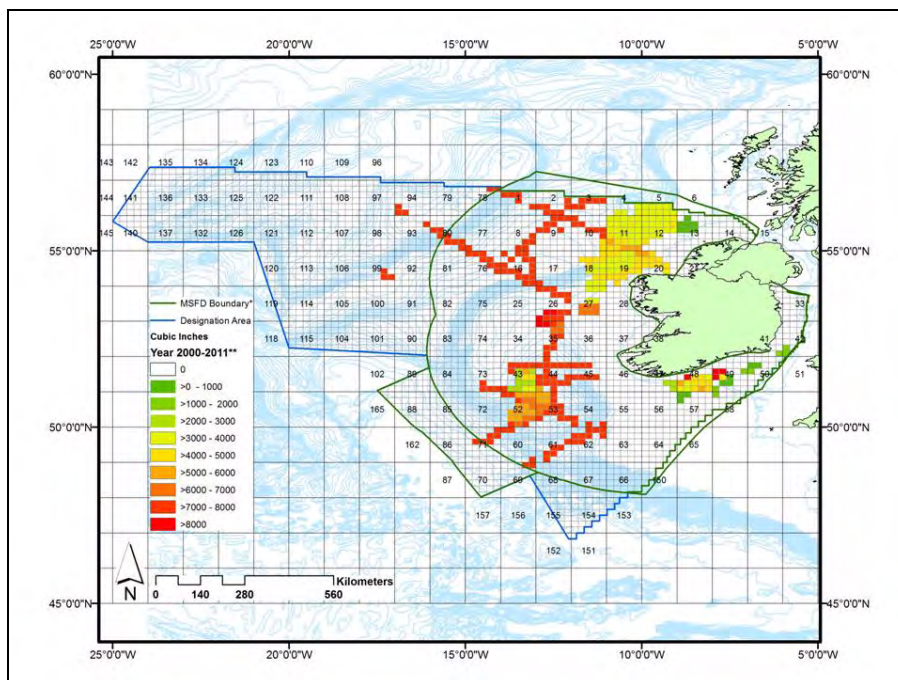 25°0'0"W 20°0'0"W 15°0'0"W 10°0'0"W 5°0'0"W
60°0'0"N 60°0'0"N
143 142 135 134 124 123 110 109 96
144 141 136 133 125 122 111 108 97 94 79 78 1 2 3 4 5 6
145 140 137 132 126 121 112 107 98 93 80 77 8 9 10 11 12 13 14 15
55°0'0"N 55°0'0"N
120 113 106 99 92 81 76 16 17 18 19 20
119 114 105 100 91 82 75 25 26 27 28 33
118 115 104 101 90 83 74 34 35 36 37 38 41
102 89 84 73 43 44 45 46 47 48 49 50 51
165 88 85 72 52 53 54 55 56 57 58
50°0'0"N 50°0'0"N
162 86 71 60 61 62 63 64 65
87 70 69 68 67 66 150
157 156 155 154 153
152 151
45°0'0"N 45°0'0"N
MSFD Boundary*
Designation Area
Cubic Inches
Year 2000-2011**
0
>0 - 1000
>1000 - 2000
>2000 - 3000
>3000 - 4000
>4000 - 5000
>5000 - 6000
>6000 - 7000
>7000 - 8000
>8000
N
Kilometers
0 140 280 560
25°0'0"W 20°0'0"W 15°0'0"W 10°0'0"W 5°0'0"W